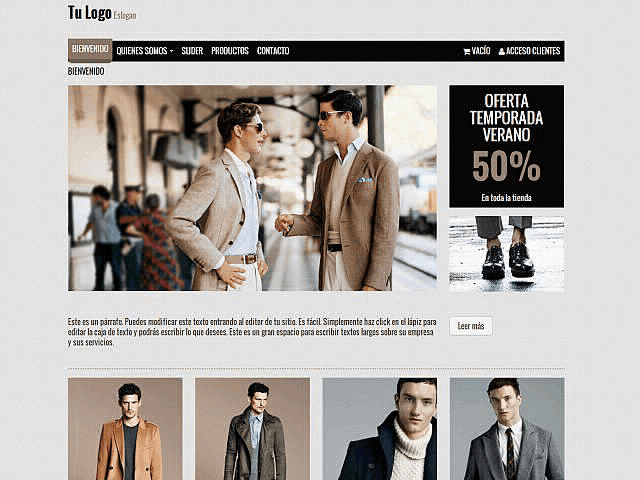 Tu Logo Eslogan
BIENVENIDO QUIENES SOMOS SLIDER PRODUCTOS CONTACTO VACÍO ACCESO CLIENTES
BIENVENIDO
OFERTA
TEMPORADA
VERANO
50%
En toda la tienda
Este es un párrafo. Puedes modificar este texto entrando al editor de tu sitio. Es fácil. Simplemente haz click en el lápiz para
editar la caja de texto y podrás escribir lo que desees. Este es un gran espacio para escribir textos largos sobre su empresa
y sus servicios.
Leer más